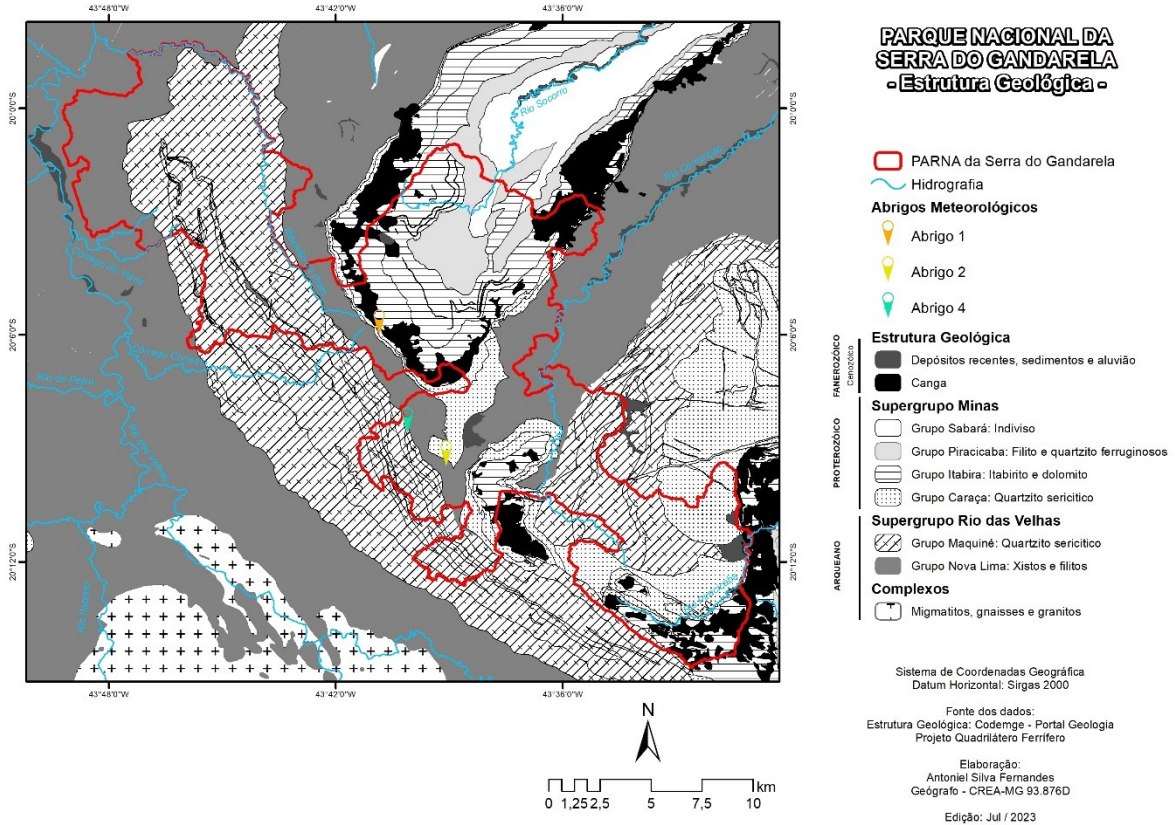 43°48'0"W 43°42'0"W 43°36'0"W
20°0'0"S
20°6'0"S
20°12'0"S
20°0'0"S
20°6'0"S
20°12'0"S
Rio Socorro
Rio Conceição
Rio do Peixe
43°48'0"W 43°42'0"W 43°36'0"W
N
0 1,25 2,5 5 7,5 10 km
PARQUE NACIONAL DA
SERRA DO GANDARELA
- Estrutura Geológica -
PARNA da Serra do Gandarela
Hidrografia
Abrigos Meteorológicos
Abrigo 1
Abrigo 2
Abrigo 4
Estrutura Geológica
FANEROZÓICO
Cenozóico
Depósitos recentes, sedimentos e aluvião
Canga
PROTEROZÓICO
Supergrupo Minas
Grupo Sabará: Indiviso
Grupo Piracicaba: Filito e quartzito ferruginosos
Grupo Itabira: Itabirito e dolomito
Grupo Caraça: Quartzito sericitico
ARQUEANO
Supergrupo Rio das Velhas
Grupo Maquiné: Quartzito sericitico
Grupo Nova Lima: Xistos e filitos
Complexos
Migmatitos, gnaisses e granitos
Sistema de Coordenadas Geográfica
Datum Horizontal: Sirgas 2000
Fonte dos dados:
Estrutura Geológica: Codemge - Portal Geologia
Projeto Quadrilátero Ferrífero
Elaboração:
Antoniel Silva Fernandes
Geógrafo - CREA-MG 93.876D
Edição: Jul / 2023